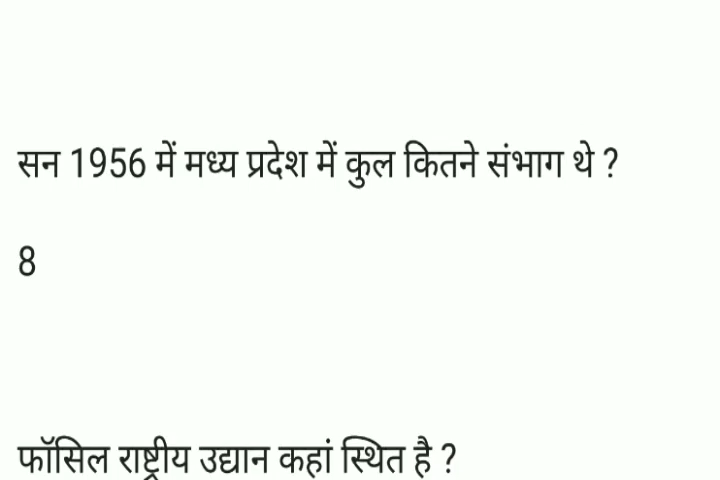 सन 1956 में मध्य प्रदेश में कुल कितने संभाग थे ?
8
फॉसिल राष्ट्रीय उद्यान कहां स्थित है ?